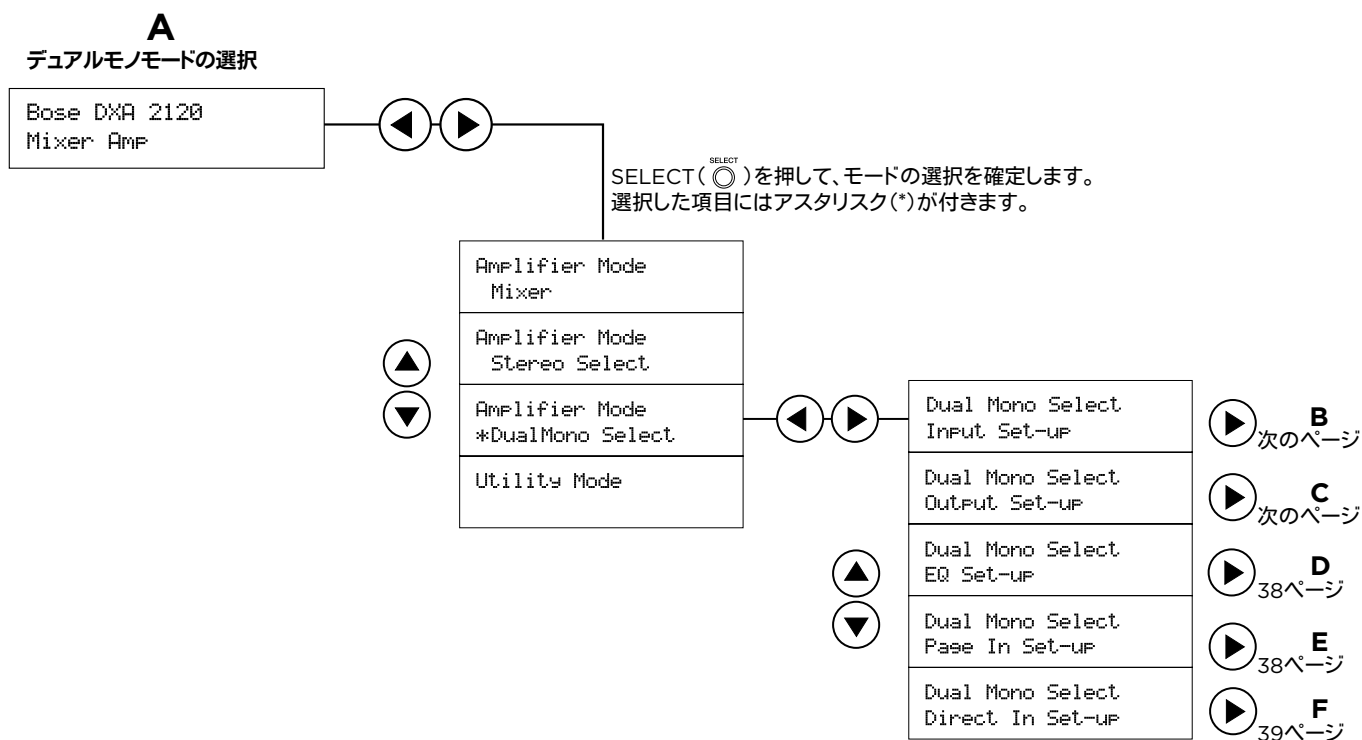 A
デュアルモノモードの選択
Bose DXA 2120
Mixer Amp
SELECT
SELECT( )を押して、モードの選択を確定します。
選択した項目にはアスタリスク(*)が付きます。
Amplifier Mode
Mixer
Amplifier Mode
Stereo Select
Amplifier Mode
*DualMono Select
Utility Mode
Dual Mono Select
Input Set-up
B
次のページ
Dual Mono Select
Output Set-up
C
次のページ
Dual Mono Select
EQ Set-up
D
38ページ
Dual Mono Select
Page In Set-up
E
38ページ
Dual Mono Select
Direct In Set-up
F
39ページ